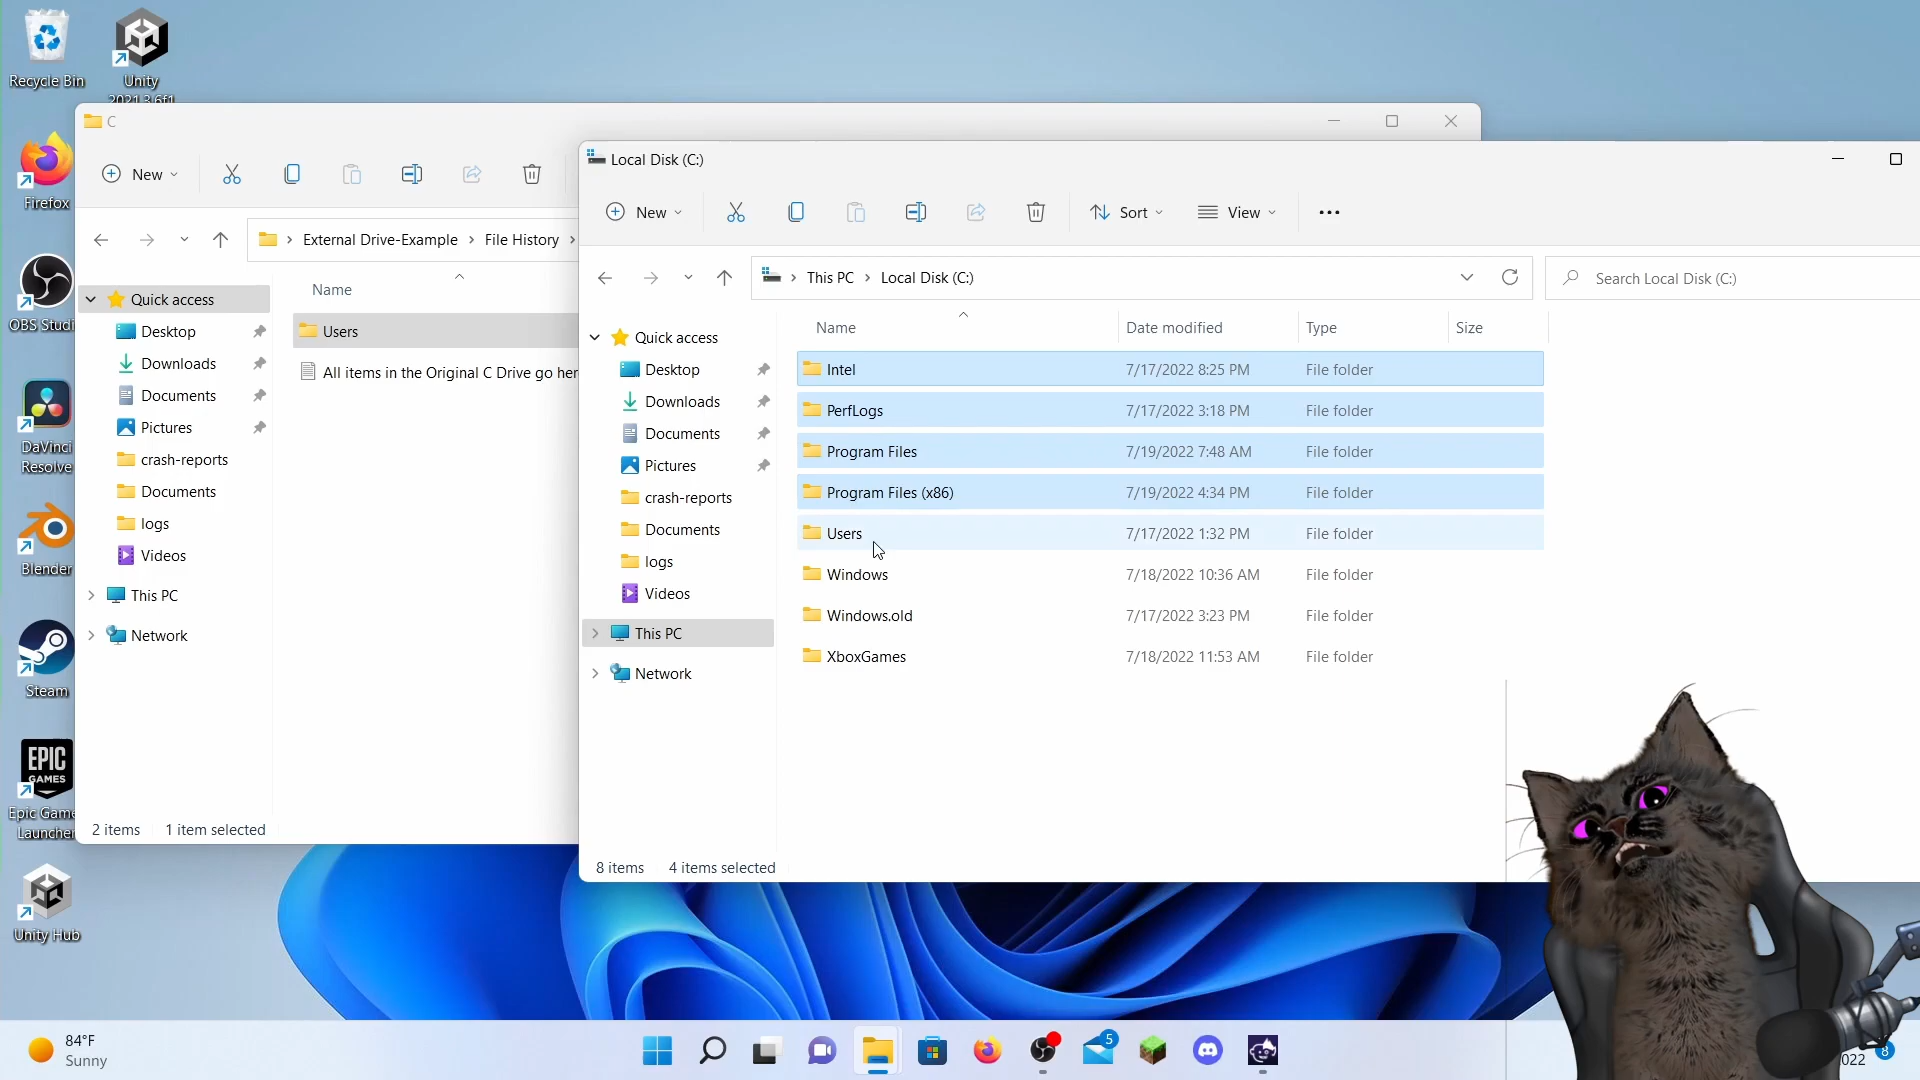 Recycle Bin
Unity
2021.3.6f1
Firefox
OBS Studi
DaVinci
Resolve
Blender
Steam
EPIC
GAMES
Epic Game
Launcher
Unity Hub
C
New
External Drive-Example > File History >
Name
Quick access
Desktop
Downloads
Documents
Pictures
crash-reports
Documents
logs
Videos
This PC
Network
Users
All items in the Original C Drive go her
2 items 1 item selected
Local Disk (C:)
New
Sort
View
This PC > Local Disk (C:)
Search Local Disk (C:)
Quick access
Desktop
Downloads
Documents
Pictures
crash-reports
Documents
logs
Videos
This PC
Network
Name Date modified Type Size
Intel 7/17/2022 8:25 PM File folder
PerfLogs 7/17/2022 3:18 PM File folder
Program Files 7/19/2022 7:48 AM File folder
Program Files (x86) 7/19/2022 4:34 PM File folder
Users 7/17/2022 1:32 PM File folder
Windows 7/18/2022 10:36 AM File folder
Windows.old 7/17/2022 3:23 PM File folder
XboxGames 7/18/2022 11:53 AM File folder
8 items 4 items selected
84°F
Sunny
5
022
8